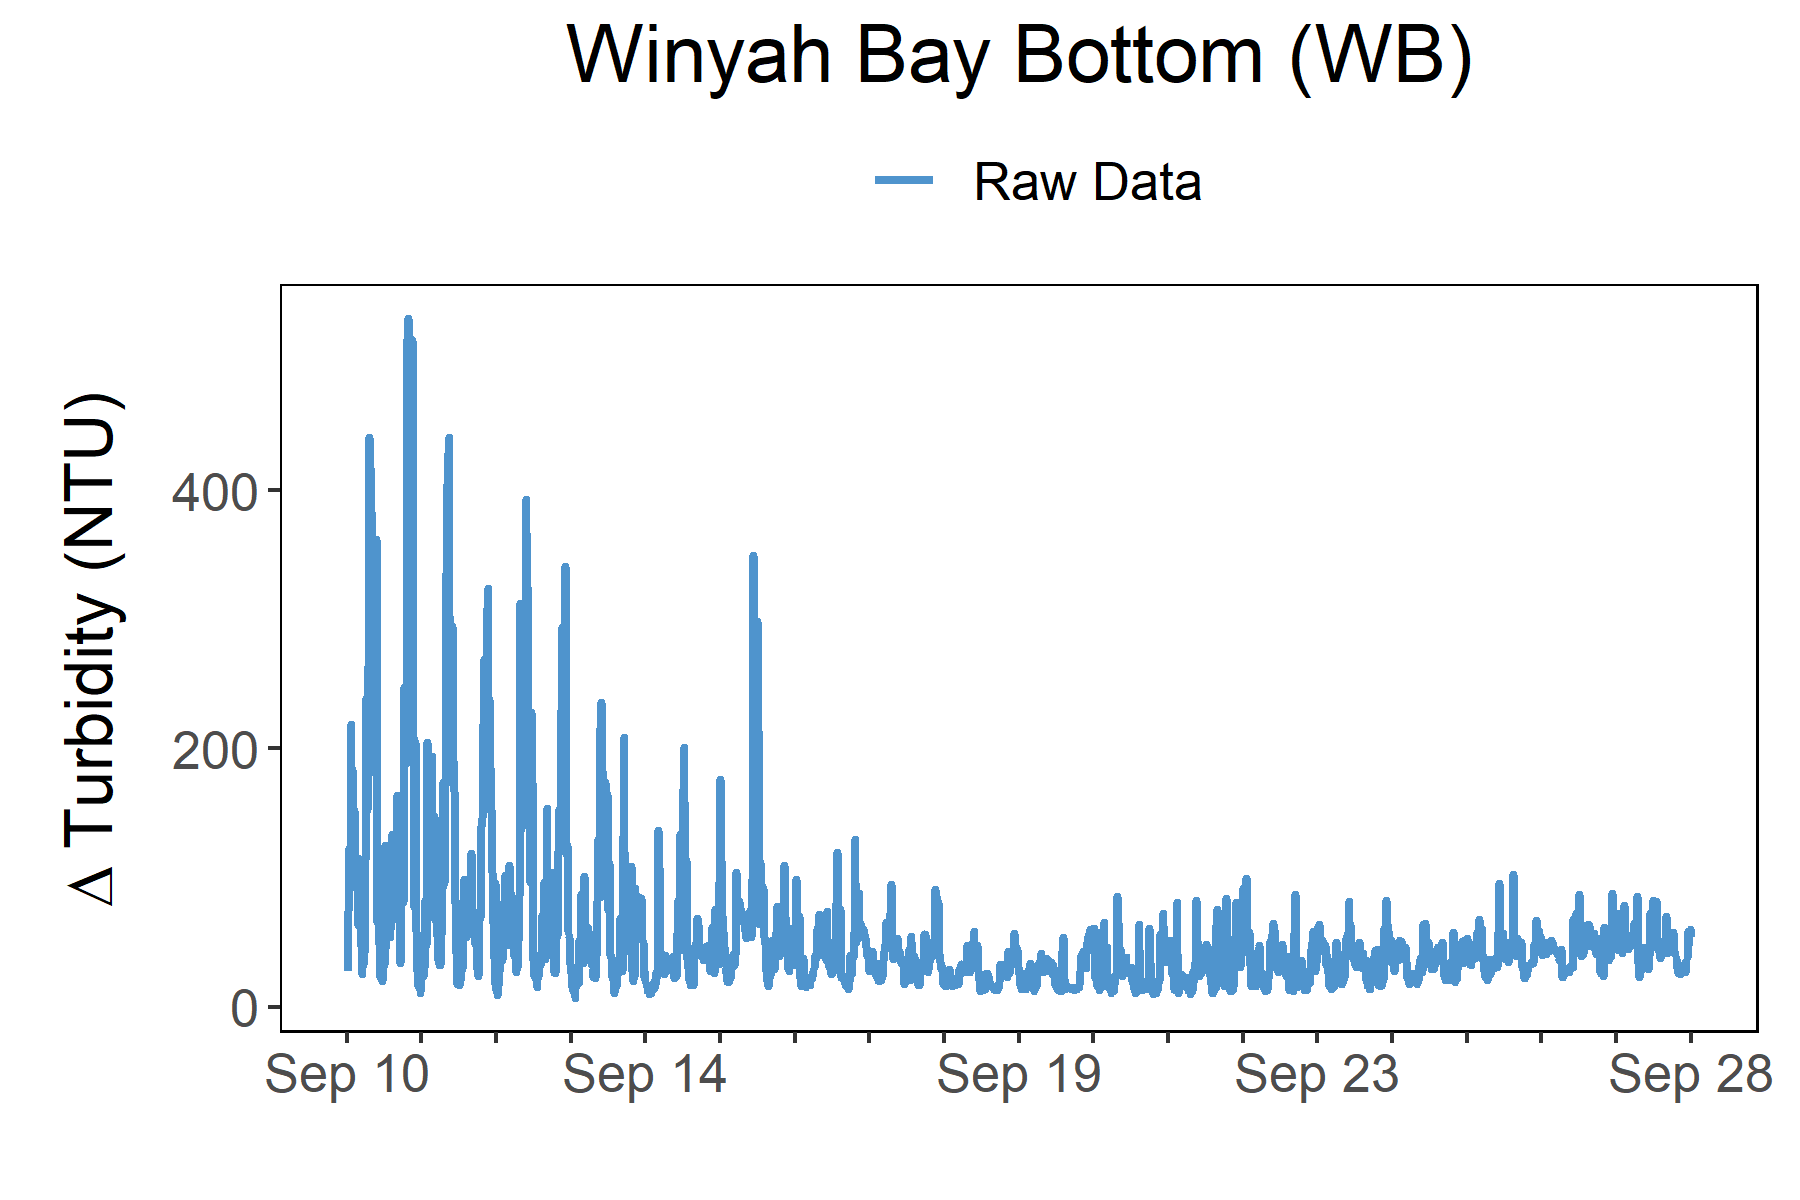 Winyah Bay Bottom (WB)
Raw Data
Δ Turbidity (NTU)
400
200
0
Sep 10 Sep 14 Sep 19 Sep 23 Sep 28